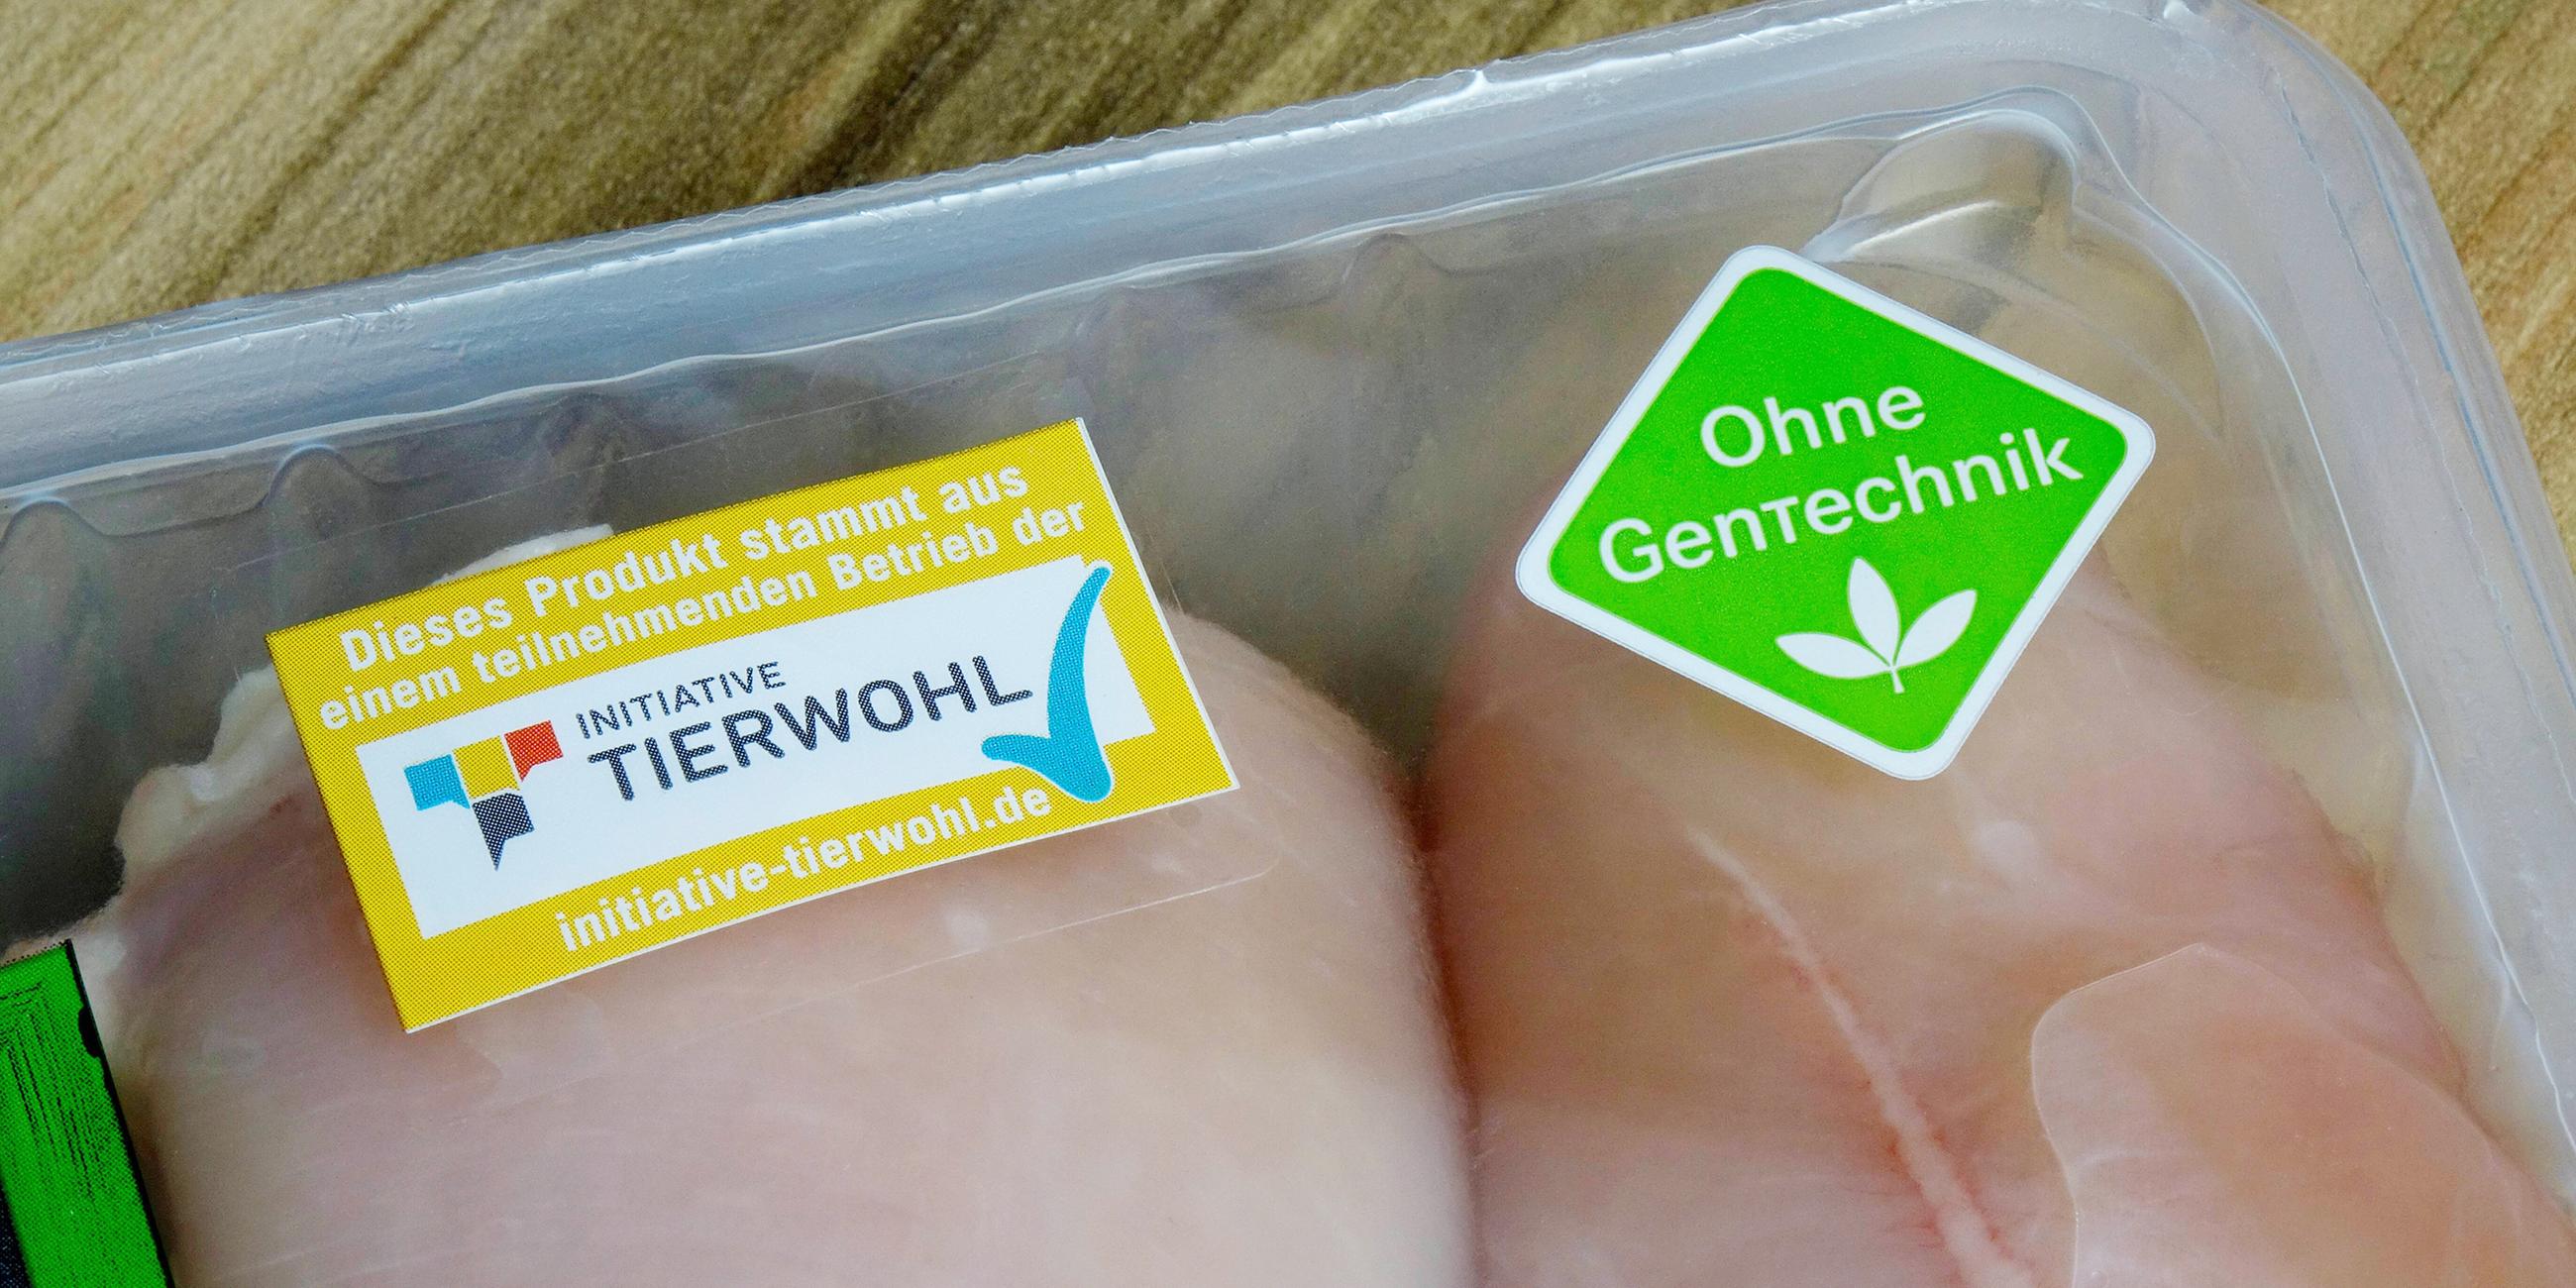 Dieses Produkt stammt aus
einem teilnehmenden Betrieb der
INITIATIVE
TIERWOHL
initiative-tierwohl.de
Ohne
GenTechnik